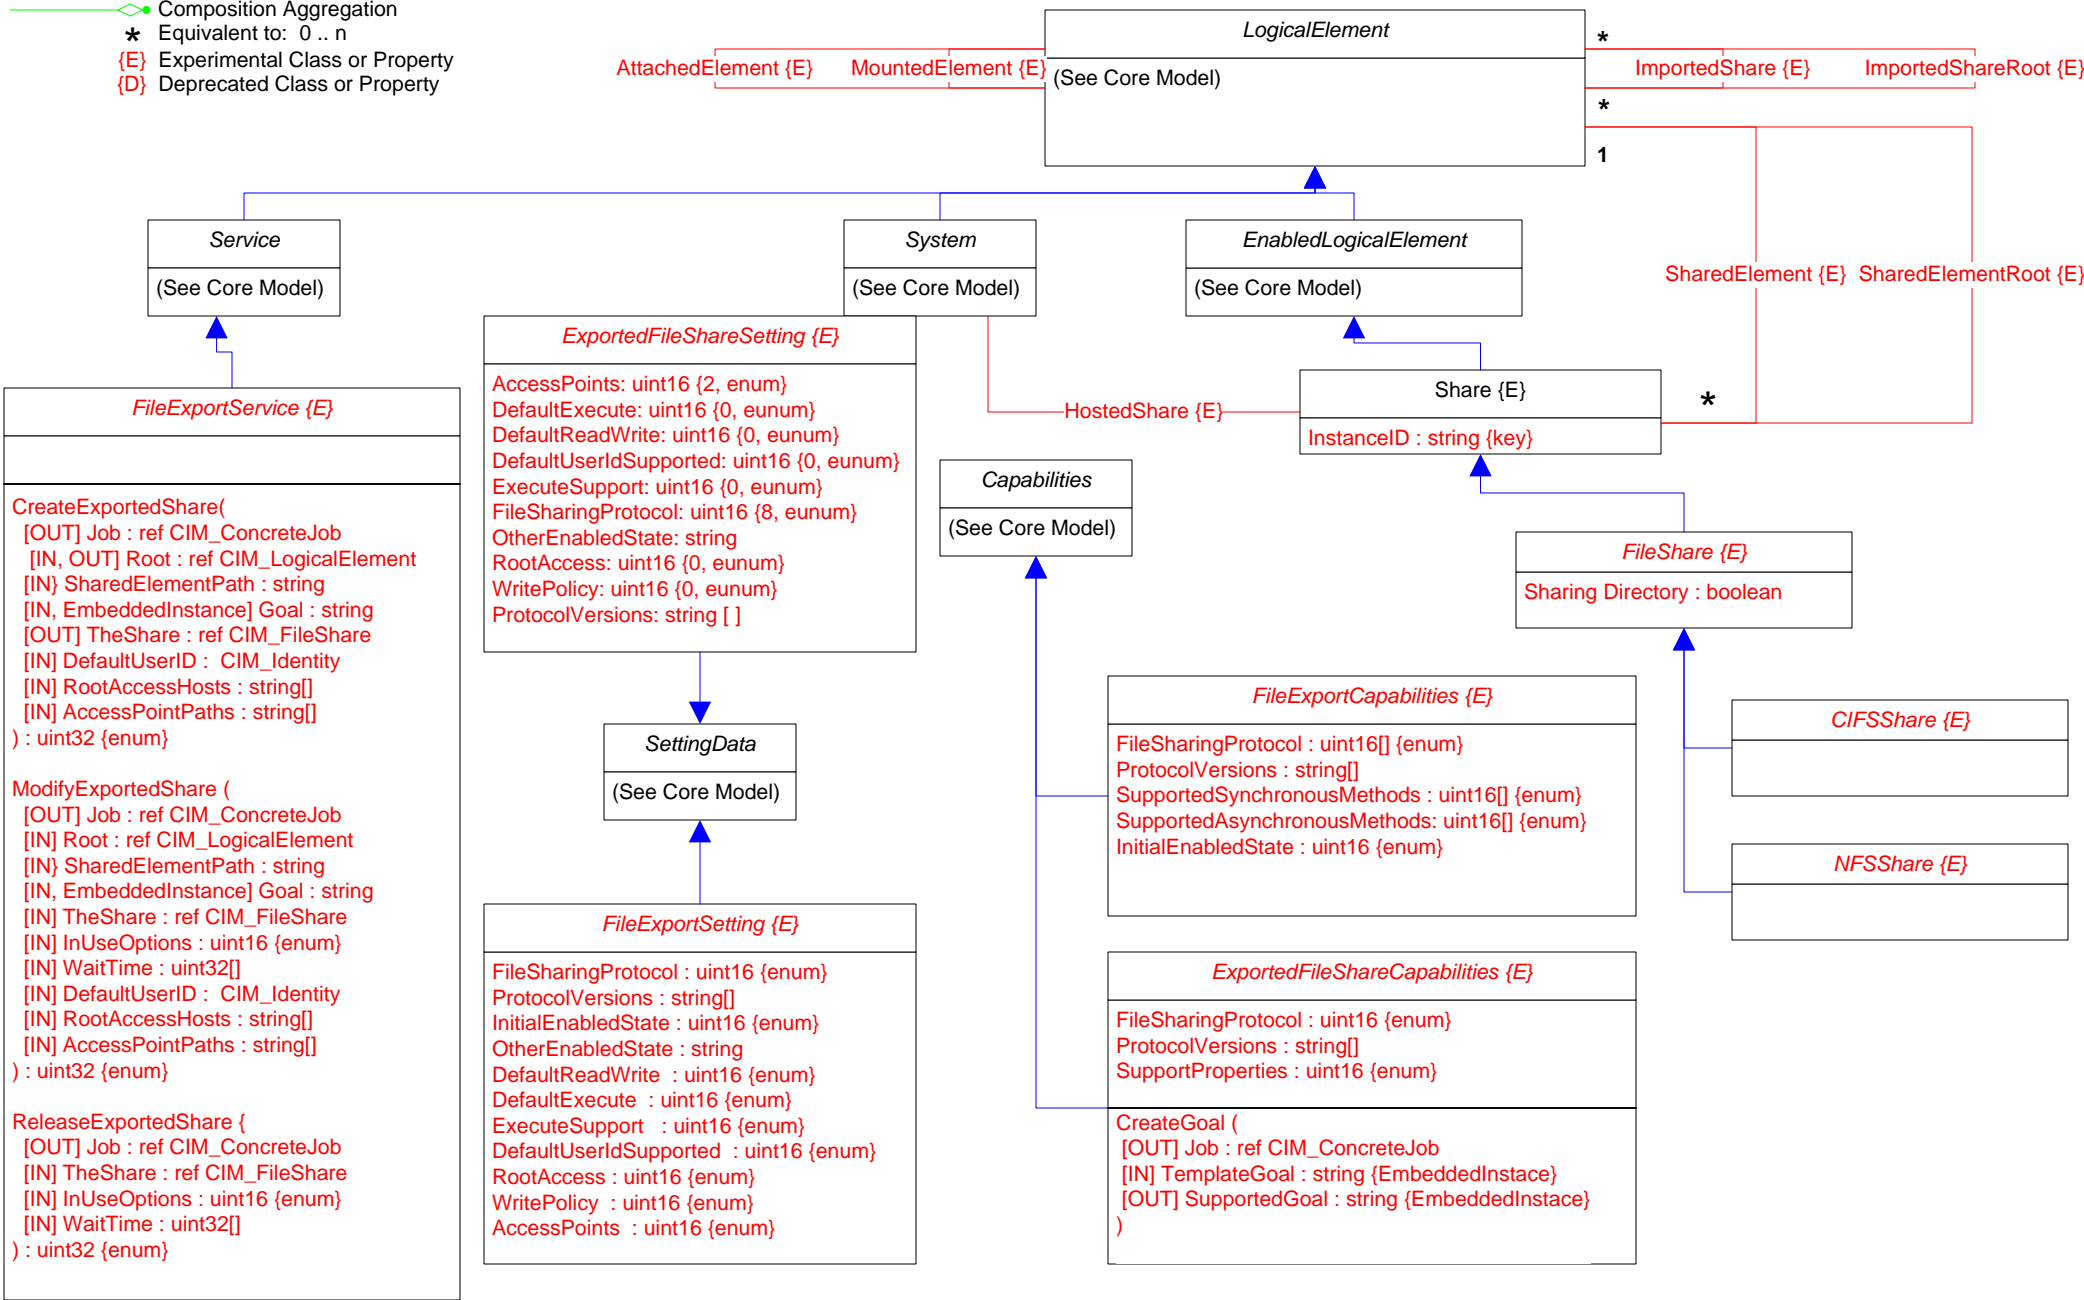 Composition Aggregation
* Equivalent to: 0 .. n
{E} Experimental Class or Property
{D} Deprecated Class or Property
LogicalElement
(See Core Model)
AttachedElement {E}
MountedElement {E}
*
ImportedShare {E}
ImportedShareRoot {E}
*
1
SharedElement {E}
SharedElementRoot {E}
*
Service
(See Core Model)
System
(See Core Model)
EnabledLogicalElement
(See Core Model)
HostedShare {E}
Share {E}
InstanceID : string {key}
FileExportService {E}
CreateExportedShare(
[OUT] Job : ref CIM_ConcreteJob
[IN, OUT] Root : ref CIM_LogicalElement
[IN} SharedElementPath : string
[IN, EmbeddedInstance] Goal : string
[OUT] TheShare : ref CIM_FileShare
[IN] DefaultUserID : CIM_Identity
[IN] RootAccessHosts : string[]
[IN] AccessPointPaths : string[]
) : uint32 {enum}
ModifyExportedShare (
[OUT] Job : ref CIM_ConcreteJob
[IN] Root : ref CIM_LogicalElement
[IN} SharedElementPath : string
[IN, EmbeddedInstance] Goal : string
[IN] TheShare : ref CIM_FileShare
[IN] InUseOptions : uint16 {enum}
[IN] WaitTime : uint32[]
[IN] DefaultUserID : CIM_Identity
[IN] RootAccessHosts : string[]
[IN] AccessPointPaths : string[]
) : uint32 {enum}
ReleaseExportedShare {
[OUT] Job : ref CIM_ConcreteJob
[IN] TheShare : ref CIM_FileShare
[IN] InUseOptions : uint16 {enum}
[IN] WaitTime : uint32[]
) : uint32 {enum}
ExportedFileShareSetting {E}
AccessPoints: uint16 {2, enum}
DefaultExecute: uint16 {0, eunum}
DefaultReadWrite: uint16 {0, eunum}
DefaultUserIdSupported: uint16 {0, eunum}
ExecuteSupport: uint16 {0, eunum}
FileSharingProtocol: uint16 {8, eunum}
OtherEnabledState: string
RootAccess: uint16 {0, eunum}
WritePolicy: uint16 {0, eunum}
ProtocolVersions: string [ ]
SettingData
(See Core Model)
FileExportSetting {E}
FileSharingProtocol : uint16 {enum}
ProtocolVersions : string[]
InitialEnabledState : uint16 {enum}
OtherEnabledState : string
DefaultReadWrite : uint16 {enum}
DefaultExecute : uint16 {enum}
ExecuteSupport : uint16 {enum}
DefaultUserIdSupported : uint16 {enum}
RootAccess : uint16 {enum}
WritePolicy : uint16 {enum}
AccessPoints : uint16 {enum}
Capabilities
(See Core Model)
FileShare {E}
Sharing Directory : boolean
FileExportCapabilities {E}
FileSharingProtocol : uint16[] {enum}
ProtocolVersions : string[]
SupportedSynchronousMethods : uint16[] {enum}
SupportedAsynchronousMethods: uint16[] {enum}
InitialEnabledState : uint16 {enum}
CIFSShare {E}
NFSShare {E}
ExportedFileShareCapabilities {E}
FileSharingProtocol : uint16 {enum}
ProtocolVersions : string[]
SupportProperties : uint16 {enum}
CreateGoal (
[OUT] Job : ref CIM_ConcreteJob
[IN] TemplateGoal : string {EmbeddedInstace}
[OUT] SupportedGoal : string {EmbeddedInstace}
)